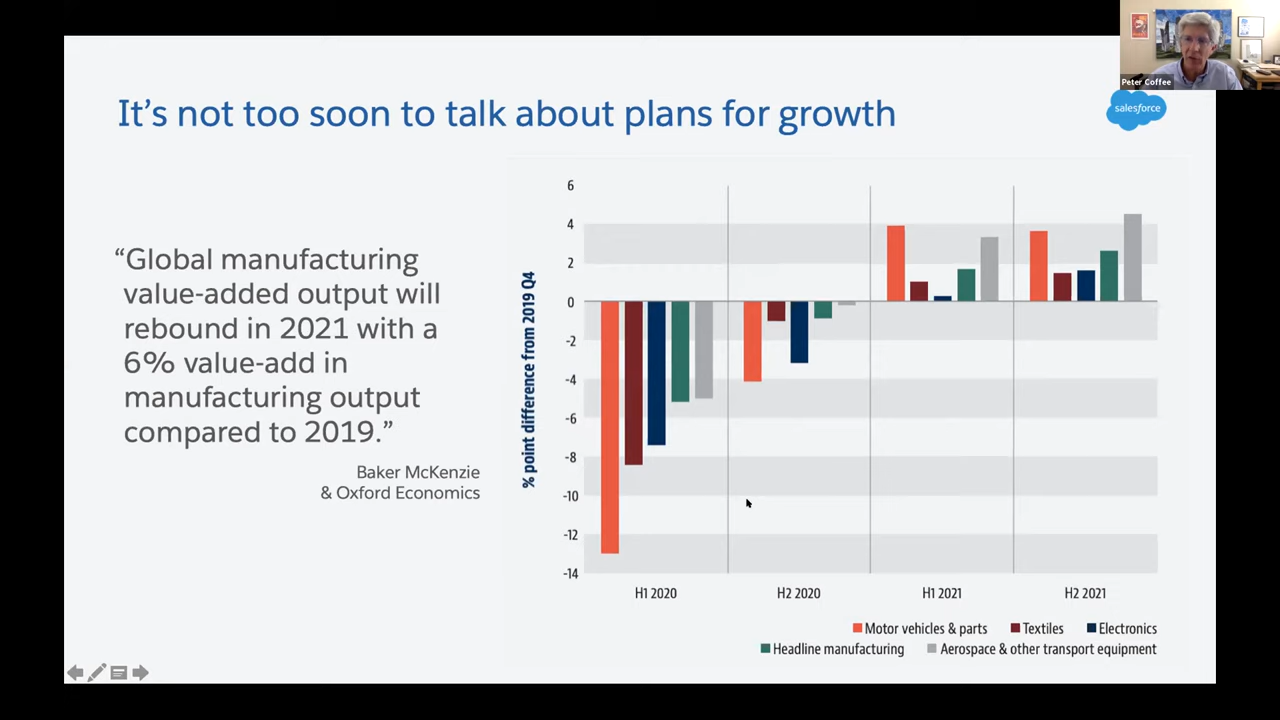 Peter Coffee
It’s not too soon to talk about plans for growth
salesforce
“Global manufacturing
value-added output will
rebound in 2021 with a
6% value-add in
manufacturing output
compared to 2019.”
Baker McKenzie
& Oxford Economics
% point difference from 2019 Q4
6
4
2
0
-2
-4
-6
-8
-10
-12
-14
H1 2020 H2 2020 H1 2021 H2 2021
Motor vehicles & parts Textiles Electronics
Headline manufacturing Aerospace & other transport equipment